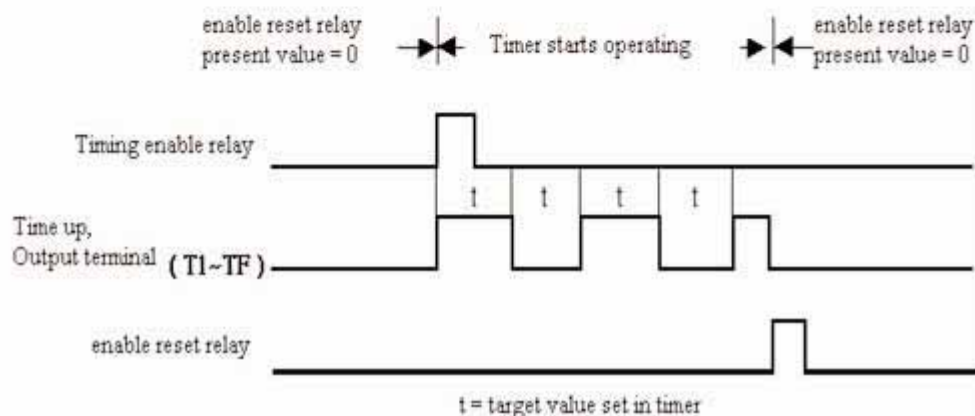 enable reset relay
present value = 0
Timer starts operating
enable reset relay
present value = 0
Timing enable relay
t t t t
Time up,
Output terminal (T1~TF)
enable reset relay
t = target value set in timer